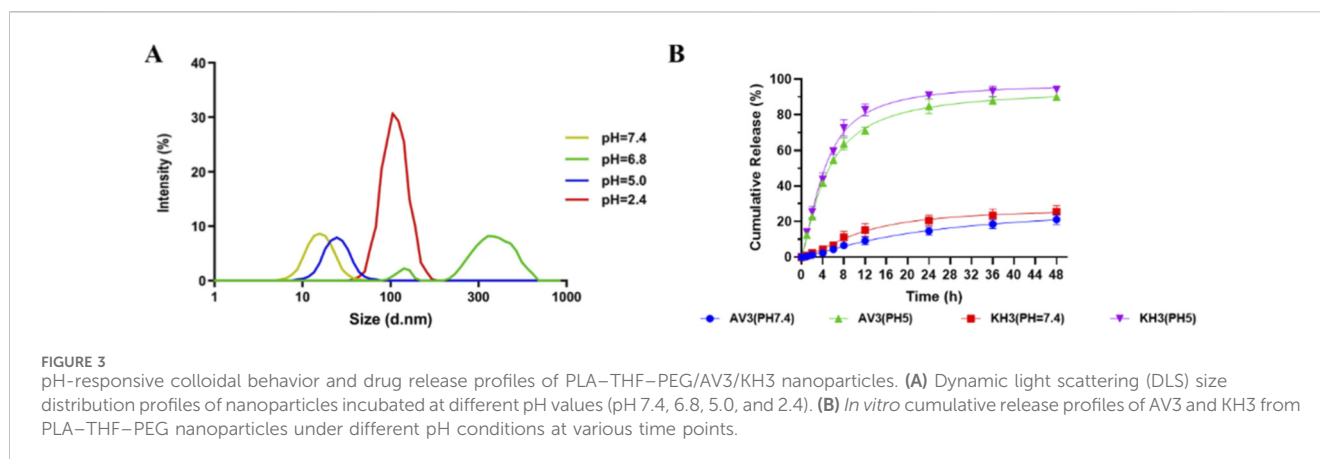 A
B
40
30
20
10
0
Intensity (%)
1
10
100
300
1000
Size (d.nm)
pH=7.4
pH=6.8
pH=5.0
pH=2.4
100
80
60
40
20
0
Cumulative Release (%)
0 4 8 12 16 20 24 28 32 36 40 44 48
Time (h)
AV3(PH7.4) AV3(PH5) KH3(PH=7.4) KH3(PH5)
FIGURE 3
pH-responsive colloidal behavior and drug release profiles of PLA–THF–PEG/AV3/KH3 nanoparticles. (A) Dynamic light scattering (DLS) size
distribution profiles of nanoparticles incubated at different pH values (pH 7.4, 6.8, 5.0, and 2.4). (B) In vitro cumulative release profiles of AV3 and KH3 from
PLA–THF–PEG nanoparticles under different pH conditions at various time points.